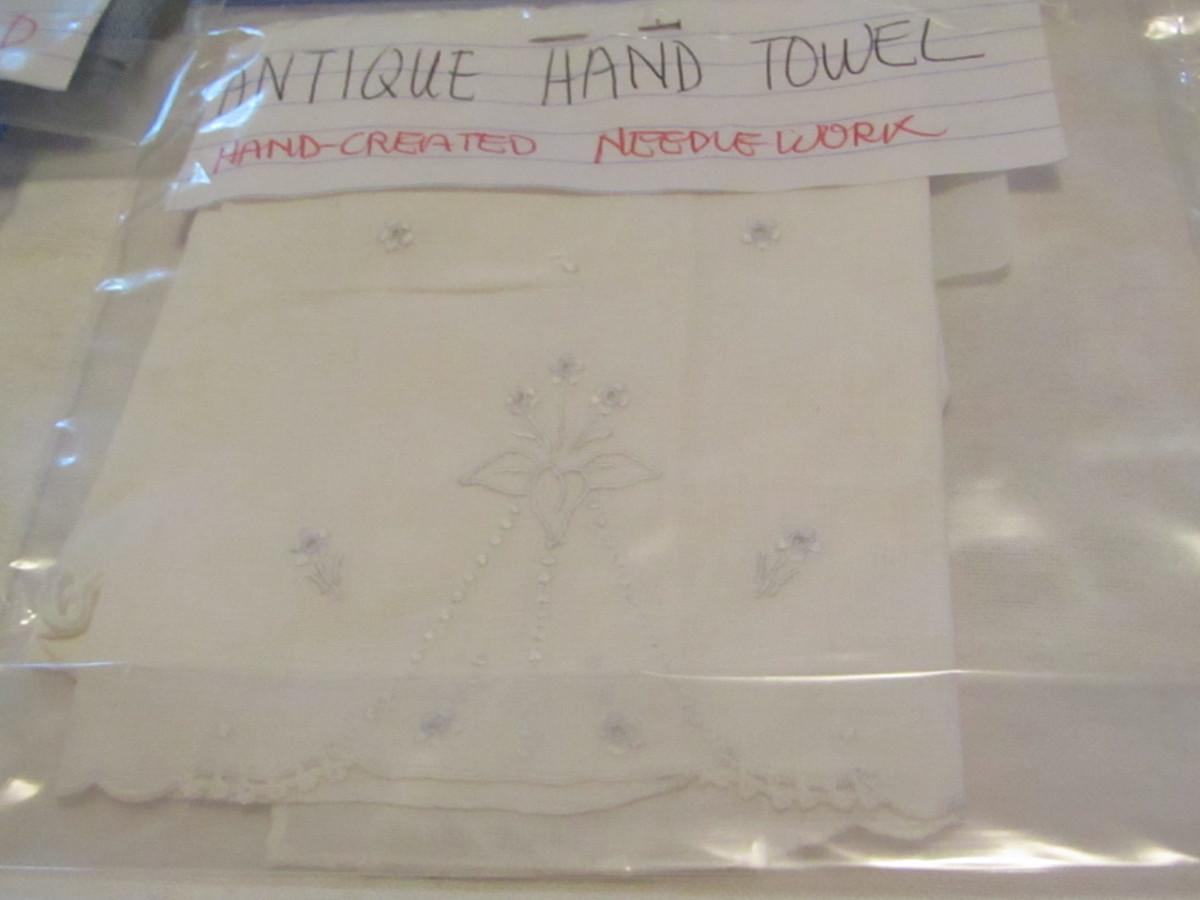 P
ANTIQUE HAND TOWEL
HAND-CREATED NEEDLEWORK